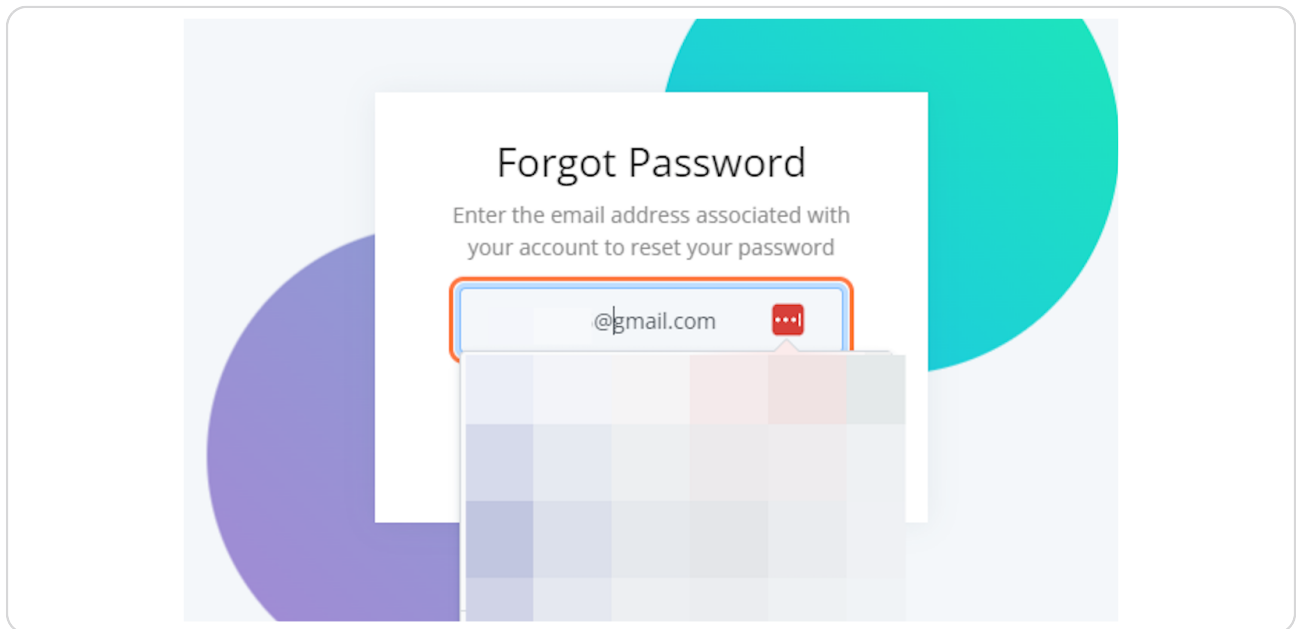 Forgot Password
Enter the email address associated with
your account to reset your password
@gmail.com